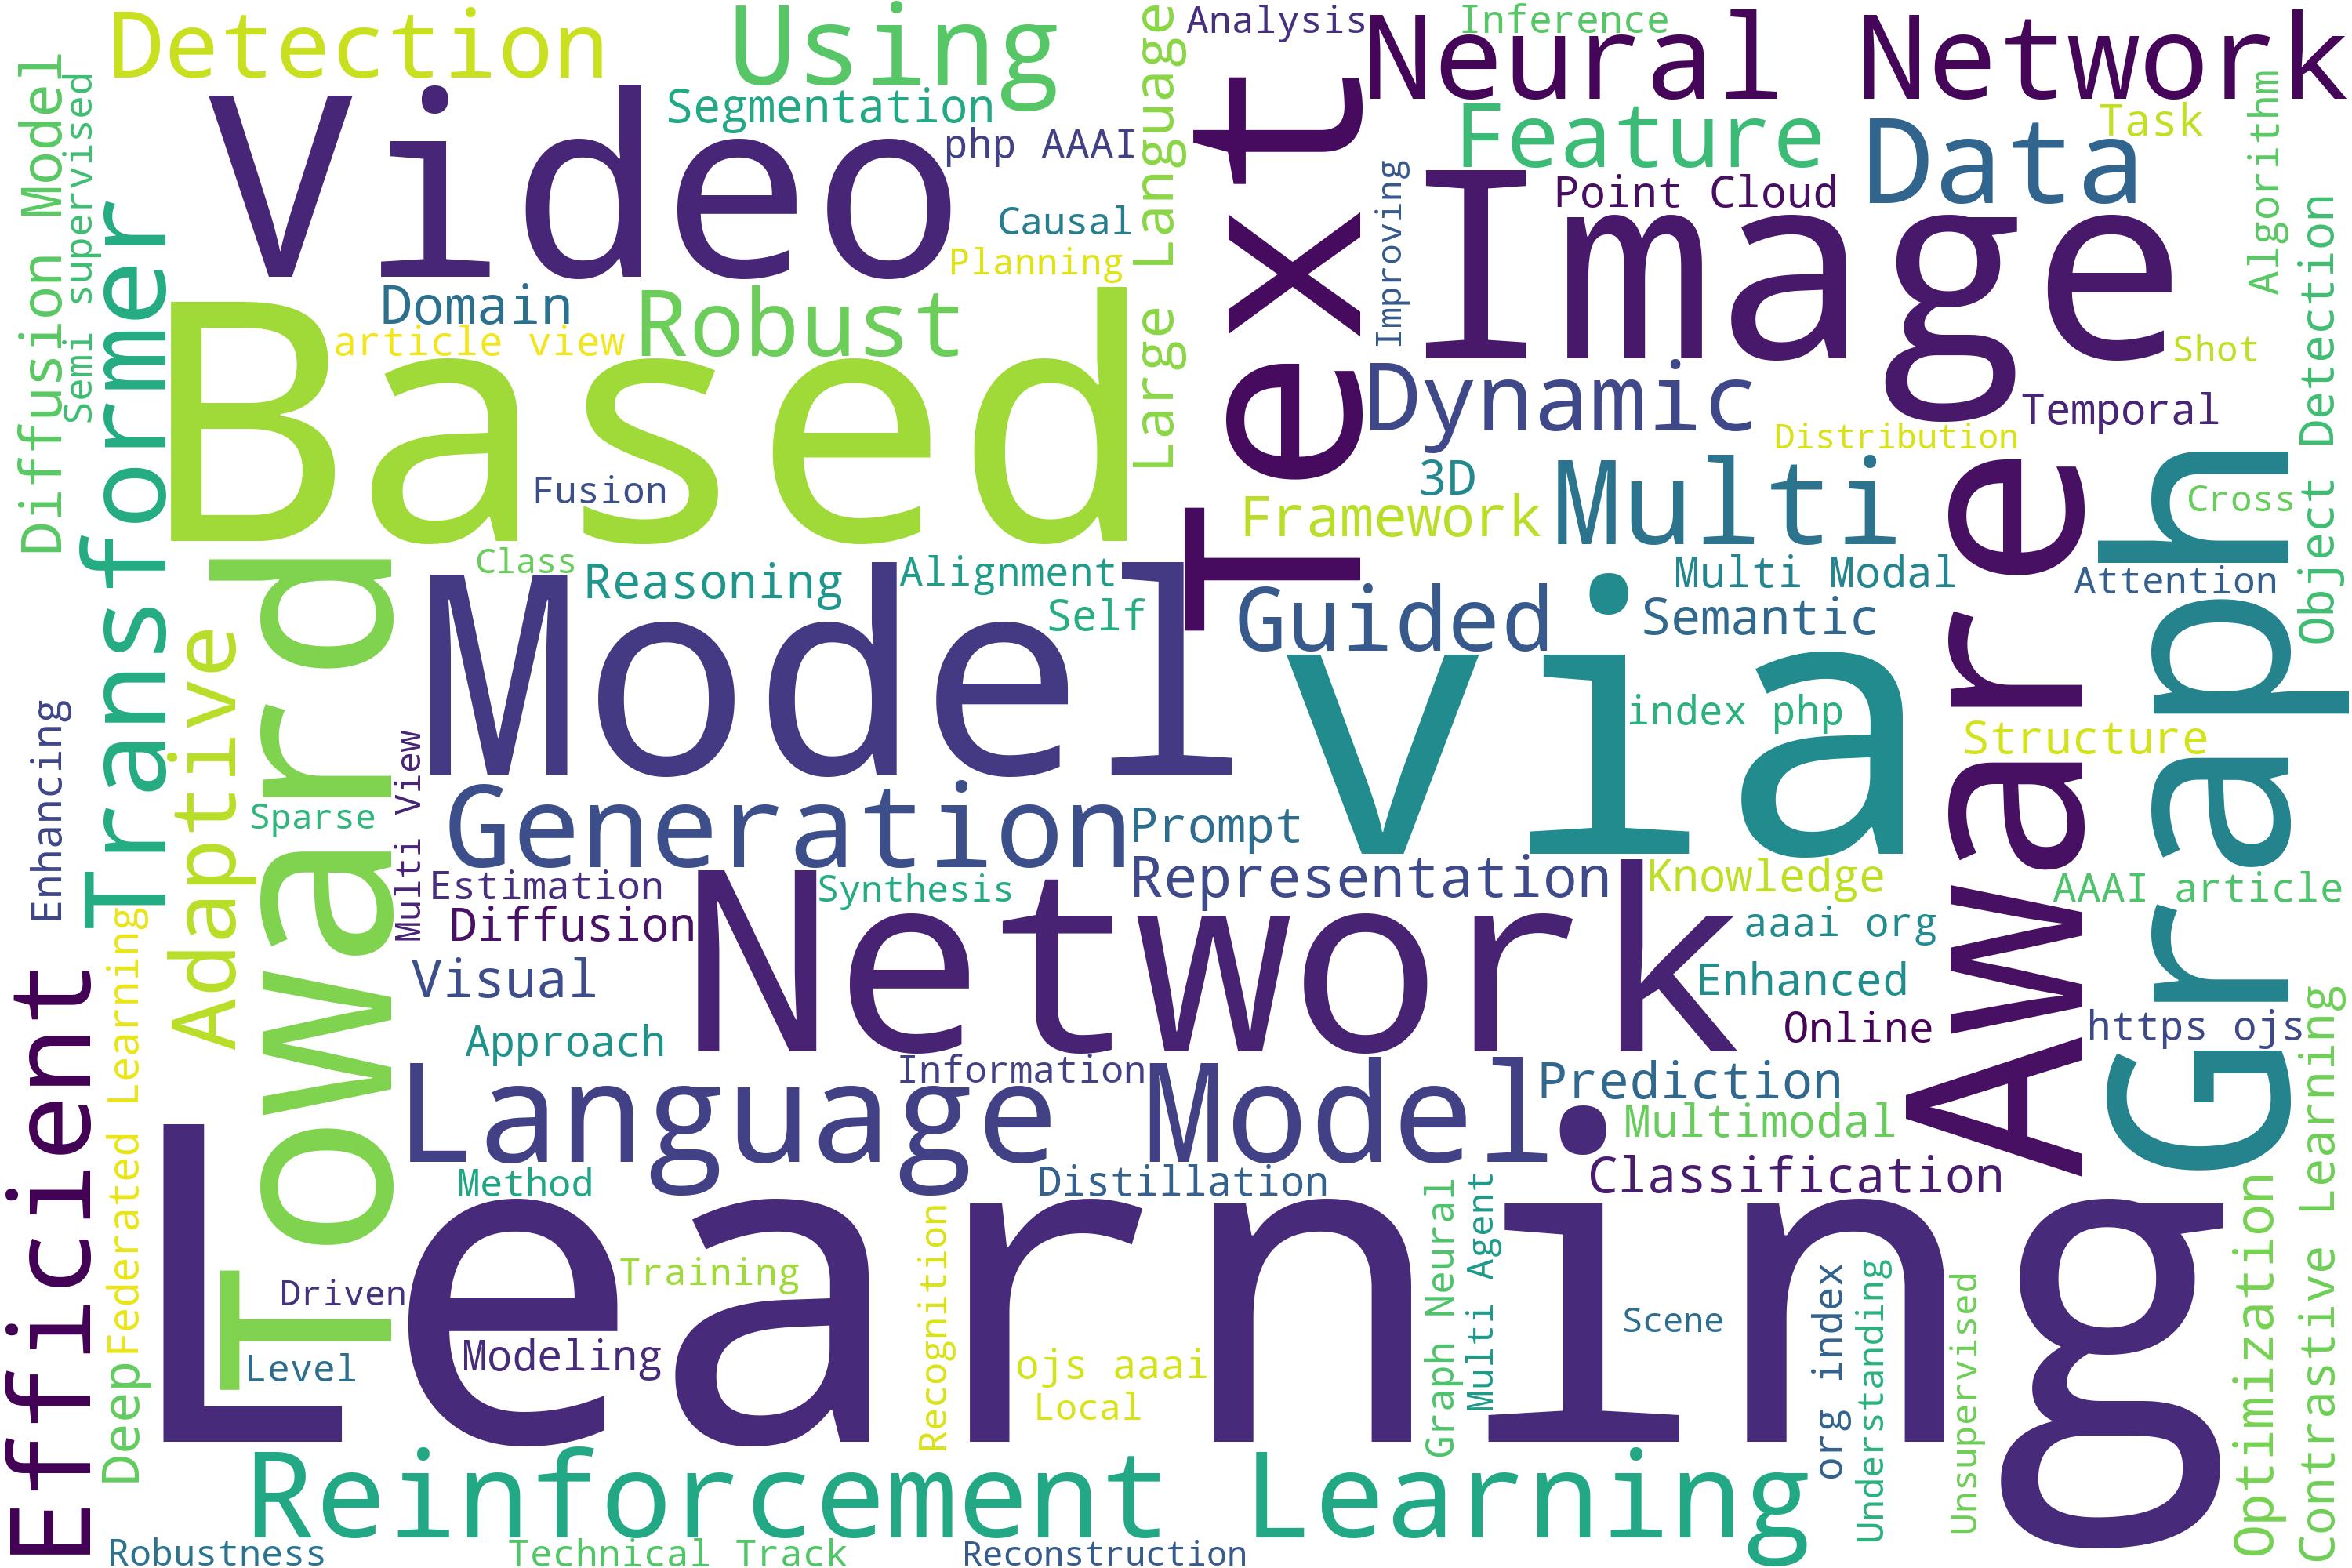 Detection
Using
Large Language
Analysis
Inference
Neural Network
Diffusion Model
Semi supervised
Video
Segmentation
php AAAI
Text
Feature
Data
Task
Algorithm
Point Cloud
Image
Improving
Causal
Planning
Transformer
Domain
Robust
article view
Based
Dynamic
Shot
Temporal
Object Detection
Distribution
Fusion
3D
Framework
Multi
Aware
Graph
Cross
Class
Reasoning
Alignment
Self
Guided
Multi Modal
Semantic
Attention
Toward
Adaptive
Model
via
index php
Structure
Enhancing
Multi View
Sparse
Generation
Prompt
Estimation
Synthesis
Representation
Knowledge
AAAI article
Diffusion
Network
aaai org
Federated Learning
Visual
Enhanced
Efficient
Approach
Online
https ojs
Information
Language Model
Prediction
Multimodal
Contrastive Learning
Method
Distillation
Classification
Optimization
Learning
Driven
Training
Recognition
Graph Neural
Multi Agent
Scene
org index
Understanding
Unsupervised
Deep
Level
Modeling
ojs aaai
Local
Reinforcement Learning
Robustness
Technical Track
Reconstruction